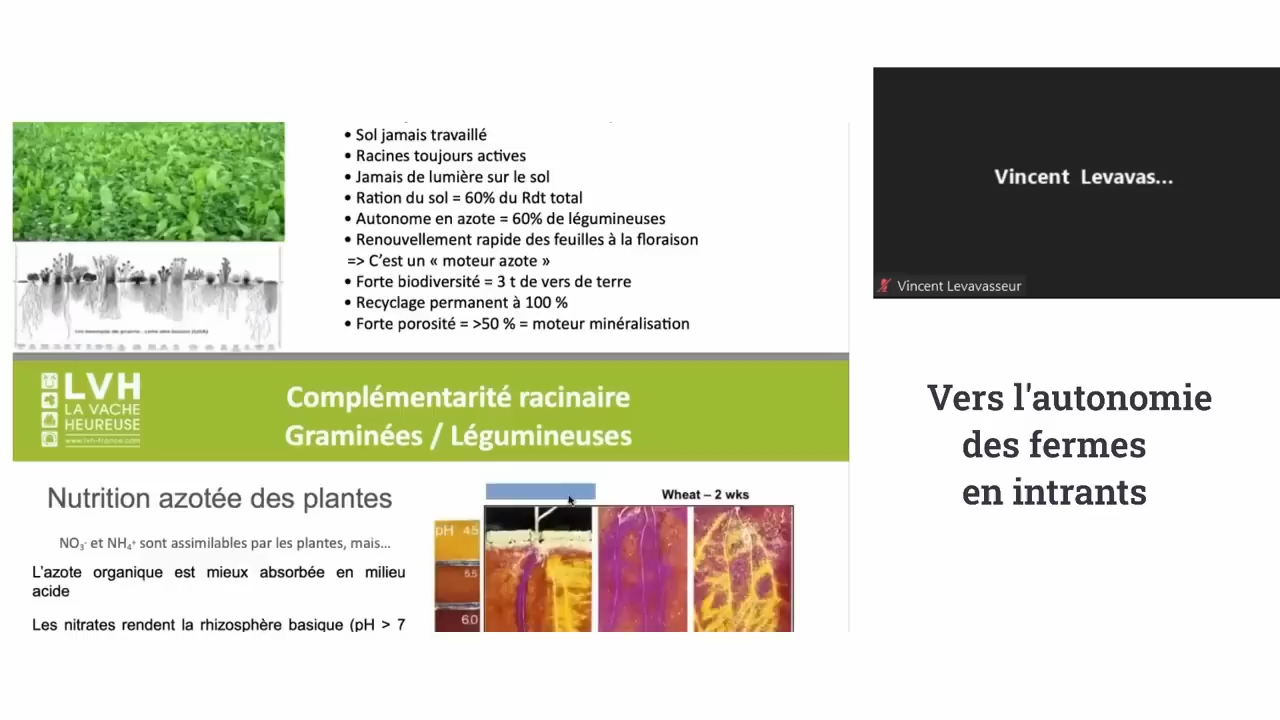 • Sol jamais travaillé
• Racines toujours actives
• Jamais de lumière sur le sol
• Ration du sol = 60% du Rdt total
• Autonome en azote = 60% de légumineuses
• Renouvellement rapide des feuilles à la floraison
=> C'est un « moteur azote »
• Forte biodiversité = 3 t de vers de terre
• Recyclage permanent à 100 %
• Forte porosité = >50 % = moteur minéralisation
LVH
LA VACHE
HEUREUSE
www.lvh-france.com
Complémentarité racinaire
Graminées / Légumineuses
Nutrition azotée des plantes
NO₃⁻ et NH₄⁺ sont assimilables par les plantes, mais...
L'azote organique est mieux absorbée en milieu
acide
Les nitrates rendent la rhizosphère basique (pH > 7
Wheat – 2 wks
pH 4.5
5.5
6.0
Vincent Levavas...
Vincent Levavasseur
Vers l'autonomie
des fermes
en intrants